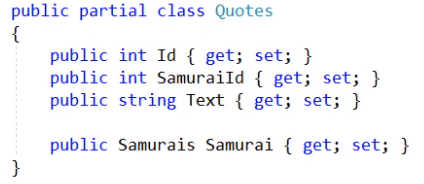 public partial class Quotes
{
public int Id { get; set; }
public int SamuraiId { get; set; }
public string Text { get; set; }
public Samurais Samurai { get; set; }
}